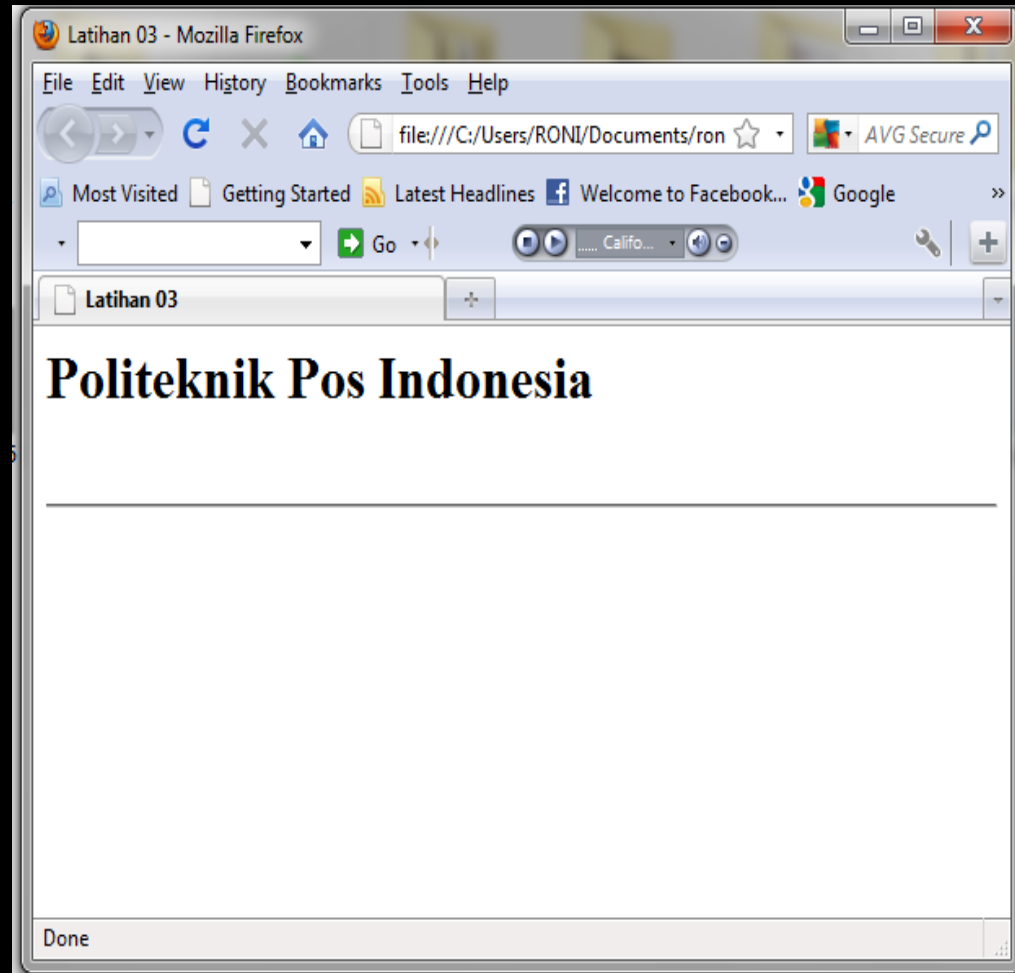 Latihan 03 - Mozilla Firefox
File Edit View History Bookmarks Tools Help
file:///C:/Users/RONI/Documents/ron AVG Secure
Most Visited Getting Started Latest Headlines Welcome to Facebook... Google »
Go ...... Califo...
Latihan 03
Politeknik Pos Indonesia
Done